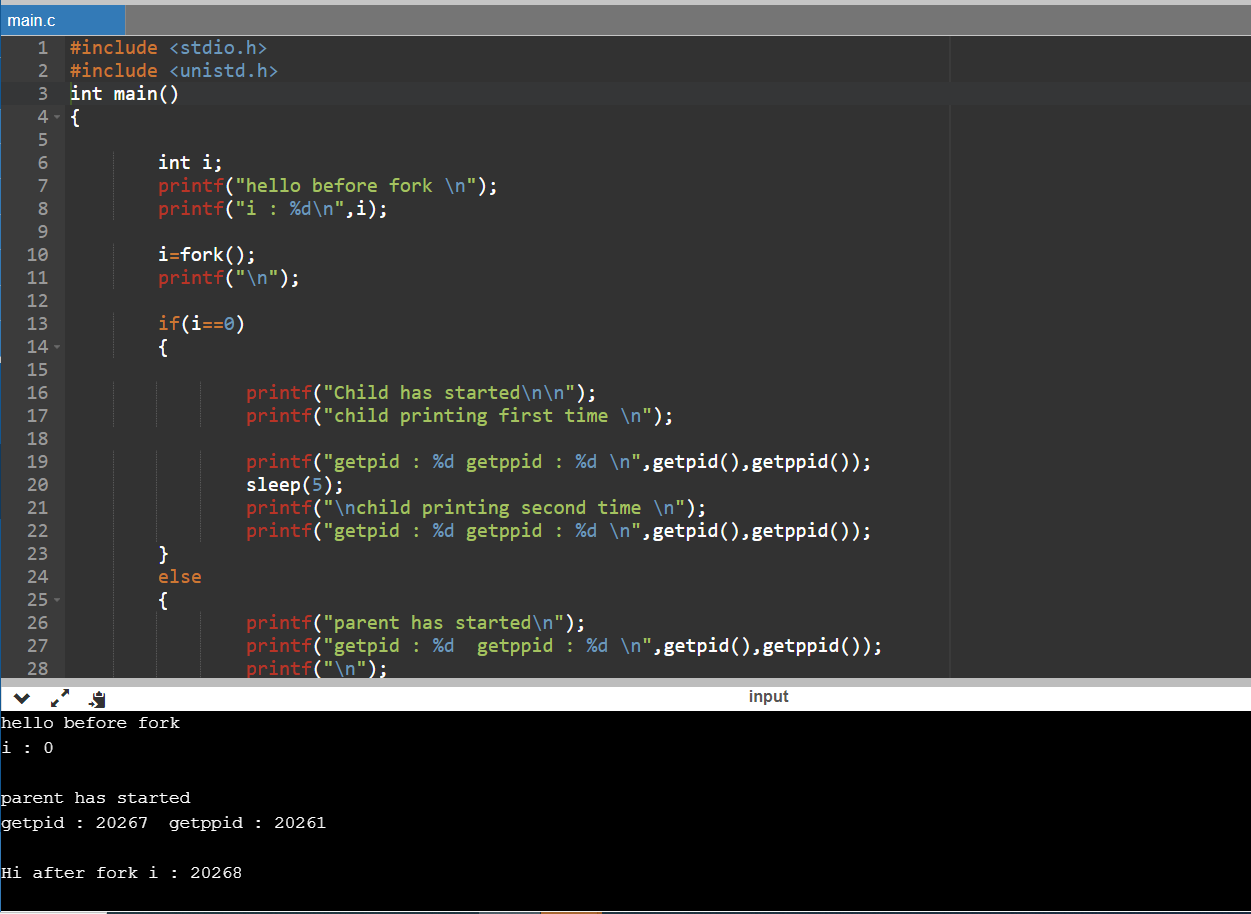 main.c
1 #include <stdio.h>
2 #include <unistd.h>
3 int main()
4 {
5
6 int i;
7 printf("hello before fork \n");
8 printf("i : %d\n",i);
9
10 i=fork();
11 printf("\n");
12
13 if(i==0)
14 {
15
16 printf("Child has started\n\n");
17 printf("child printing first time \n");
18
19 printf("getpid : %d getppid : %d \n",getpid(),getppid());
20 sleep(5);
21 printf("\nchild printing second time \n");
22 printf("getpid : %d getppid : %d \n",getpid(),getppid());
23 }
24 else
25 {
26 printf("parent has started\n");
27 printf("getpid : %d  getppid : %d \n",getpid(),getppid());
28 printf("\n");
input
hello before fork
i : 0
parent has started
getpid : 20267  getppid : 20261
Hi after fork i : 20268